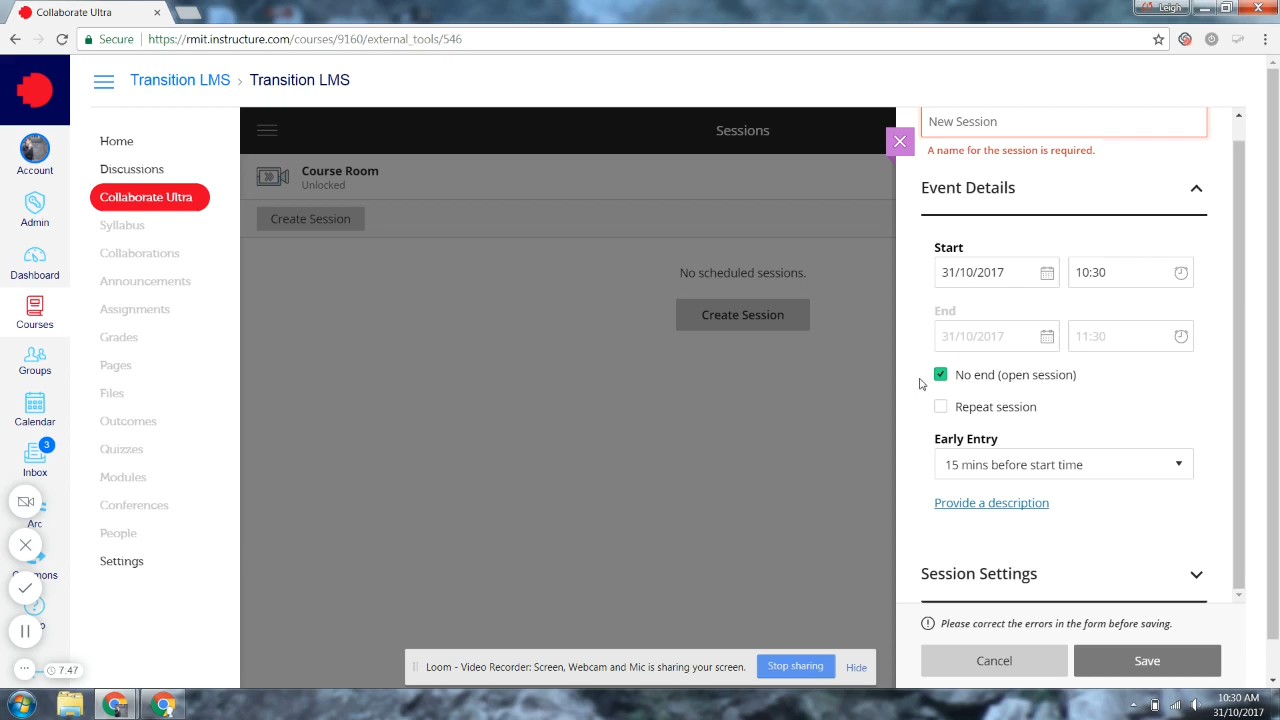 Collaborate Ultra
Leigh
Secure
https://rmit.instructure.com/courses/9160/external_tools/546
Transition LMS › Transition LMS
Account
Admin
Dashboard
Courses
Groups
Calendar
3
Inbox
Arc
7:47
Home
Discussions
Collaborate Ultra
Syllabus
Collaborations
Announcements
Assignments
Grades
Pages
Files
Outcomes
Quizzes
Modules
Conferences
People
Settings
Sessions
Course Room
Unlocked
Create Session
No scheduled sessions.
Create Session
New Session
A name for the session is required.
Event Details
Start
31/10/2017 10:30
End
31/10/2017 11:30
No end (open session)
Repeat session
Early Entry
15 mins before start time
Provide a description
Session Settings
Please correct the errors in the form before saving.
Cancel Save
Loom - Video Recorder: Screen, Webcam and Mic is sharing your screen. Stop sharing Hide
10:30 AM
31/10/2017